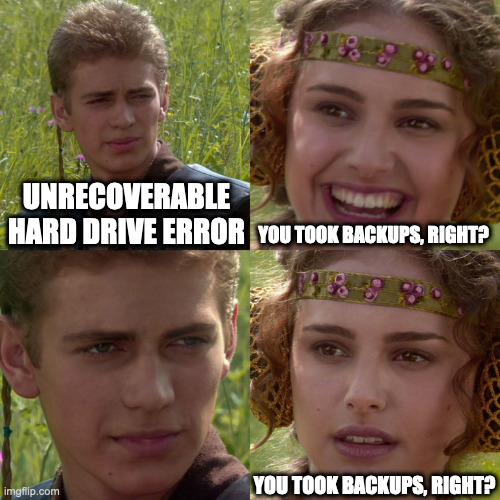 UNRECOVERABLE
HARD DRIVE ERROR
YOU TOOK BACKUPS, RIGHT?
YOU TOOK BACKUPS, RIGHT?
imgflip.com